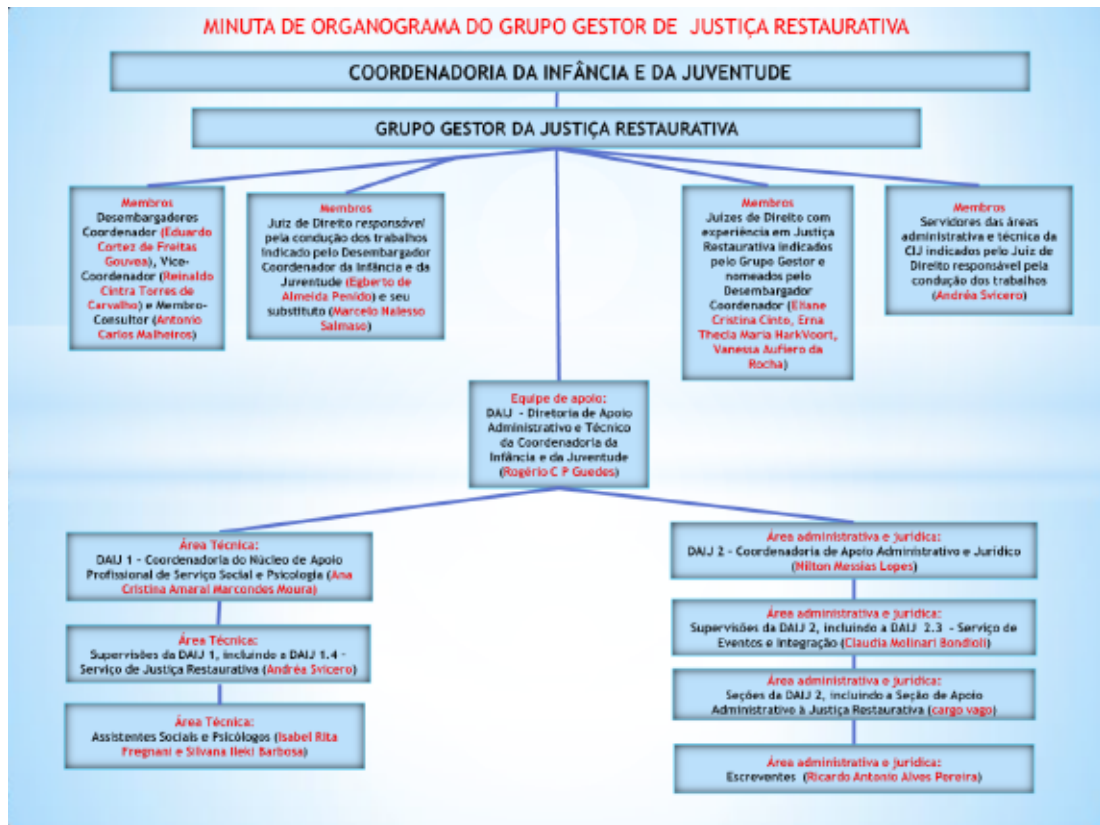 MINUTA DE ORGANOGRAMA DO GRUPO GESTOR DE JUSTIÇA RESTAURATIVA
COORDENADORIA DA INFÂNCIA E DA JUVENTUDE
GRUPO GESTOR DA JUSTIÇA RESTAURATIVA
Membros
Desembargadores
Coordenador (Eduardo
Cortez de Freitas
Gouvea), Vice-
Coordenador (Reinaldo
Cintra Torres de
Carvalho) e Membro-
Consultor (Antonio
Carlos Malheiros)
Membros
Juiz de Direito responsável
pela condução dos trabalhos
indicado pelo Desembargador
Coordenador da Infância e da
Juventude (Egberto de
Almeida Penido) e seu
substituto (Marcelo Nalesso
Salmaso)
Membros
Juízes de Direito com
experiência em Justiça
Restaurativa indicados
pelo Grupo Gestor e
nomeados pelo
Desembargador
Coordenador (Eliane
Cristina Cinto, Erna
Thecla Maria HarkVoort,
Vanessa Aufiero da
Rocha)
Membros
Servidores das áreas
administrativa e técnica da
CIJ indicados pelo Juiz de
Direito responsável pela
condução dos trabalhos
(Andréa Svicero)
Equipe de apoio:
DAIJ - Diretoria de Apoio
Administrativo e Técnico
da Coordenadoria da
Infância e da Juventude
(Rogério C P Guedes)
Área Técnica:
DAIJ 1 - Coordenadoria do Núcleo de Apoio
Profissional de Serviço Social e Psicologia (Ana
Cristina Amaral Marcondes Moura)
Área Técnica:
Supervisões da DAIJ 1, incluindo a DAIJ 1.4 -
Serviço de Justiça Restaurativa (Andréa Svicero)
Área Técnica:
Assistentes Sociais e Psicólogos (Isabel Rita
Fregnani e Silvana Ileki Barbosa)
Área administrativa e jurídica:
DAIJ 2 - Coordenadoria de Apoio Administrativo e Jurídico
(Nilton Messias Lopes)
Área administrativa e jurídica:
Supervisões da DAIJ 2, incluindo a DAIJ 2.3 - Serviço de
Eventos e Integração (Claudia Molinari Bondioli)
Área administrativa e jurídica:
Seções da DAIJ 2, incluindo a Seção de Apoio
Administrativo à Justiça Restaurativa (cargo vago)
Área administrativa e jurídica:
Escreventes (Ricardo Antonio Alves Pereira)